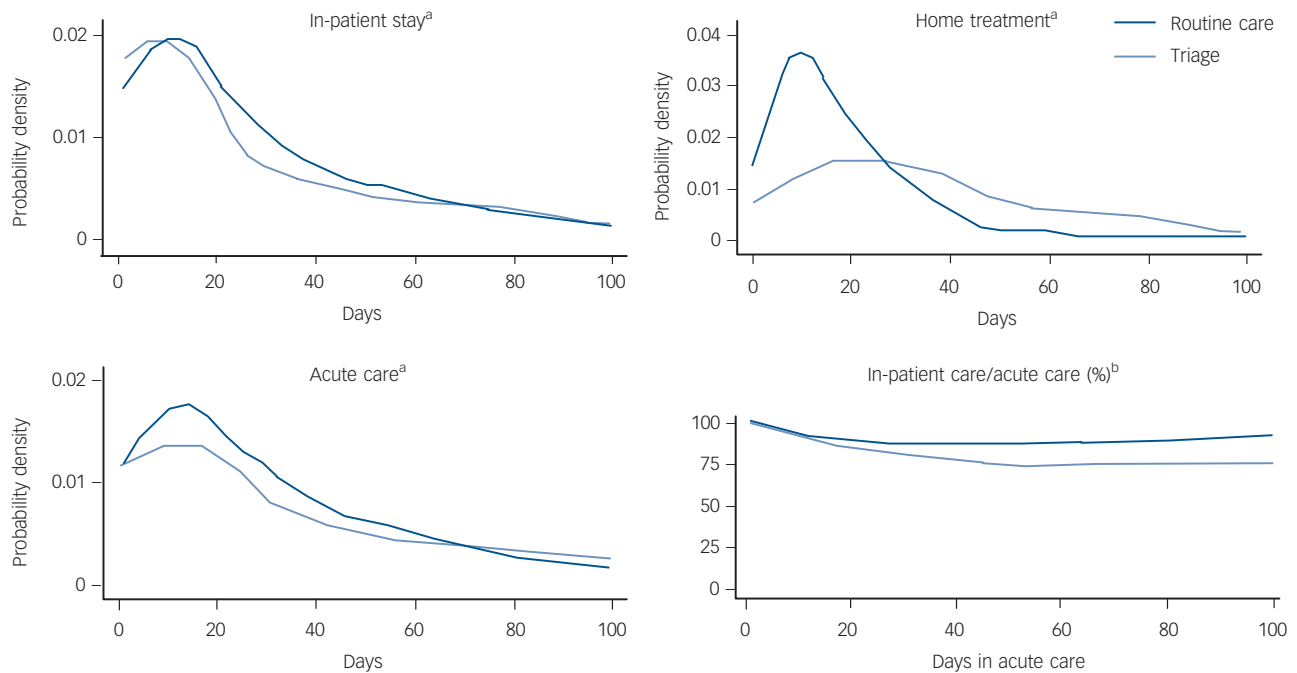 In-patient stayᵃ
Probability density
0.02
0.01
0
0 20 40 60 80 100
Days
Home treatmentᵃ
Routine care
Triage
Probability density
0.04
0.03
0.02
0.01
0
0 20 40 60 80 100
Days
Acute careᵃ
Probability density
0.02
0.01
0
0 20 40 60 80 100
Days
In-patient care/acute care (%)ᵇ
100
75
50
25
0
0 20 40 60 80 100
Days in acute care